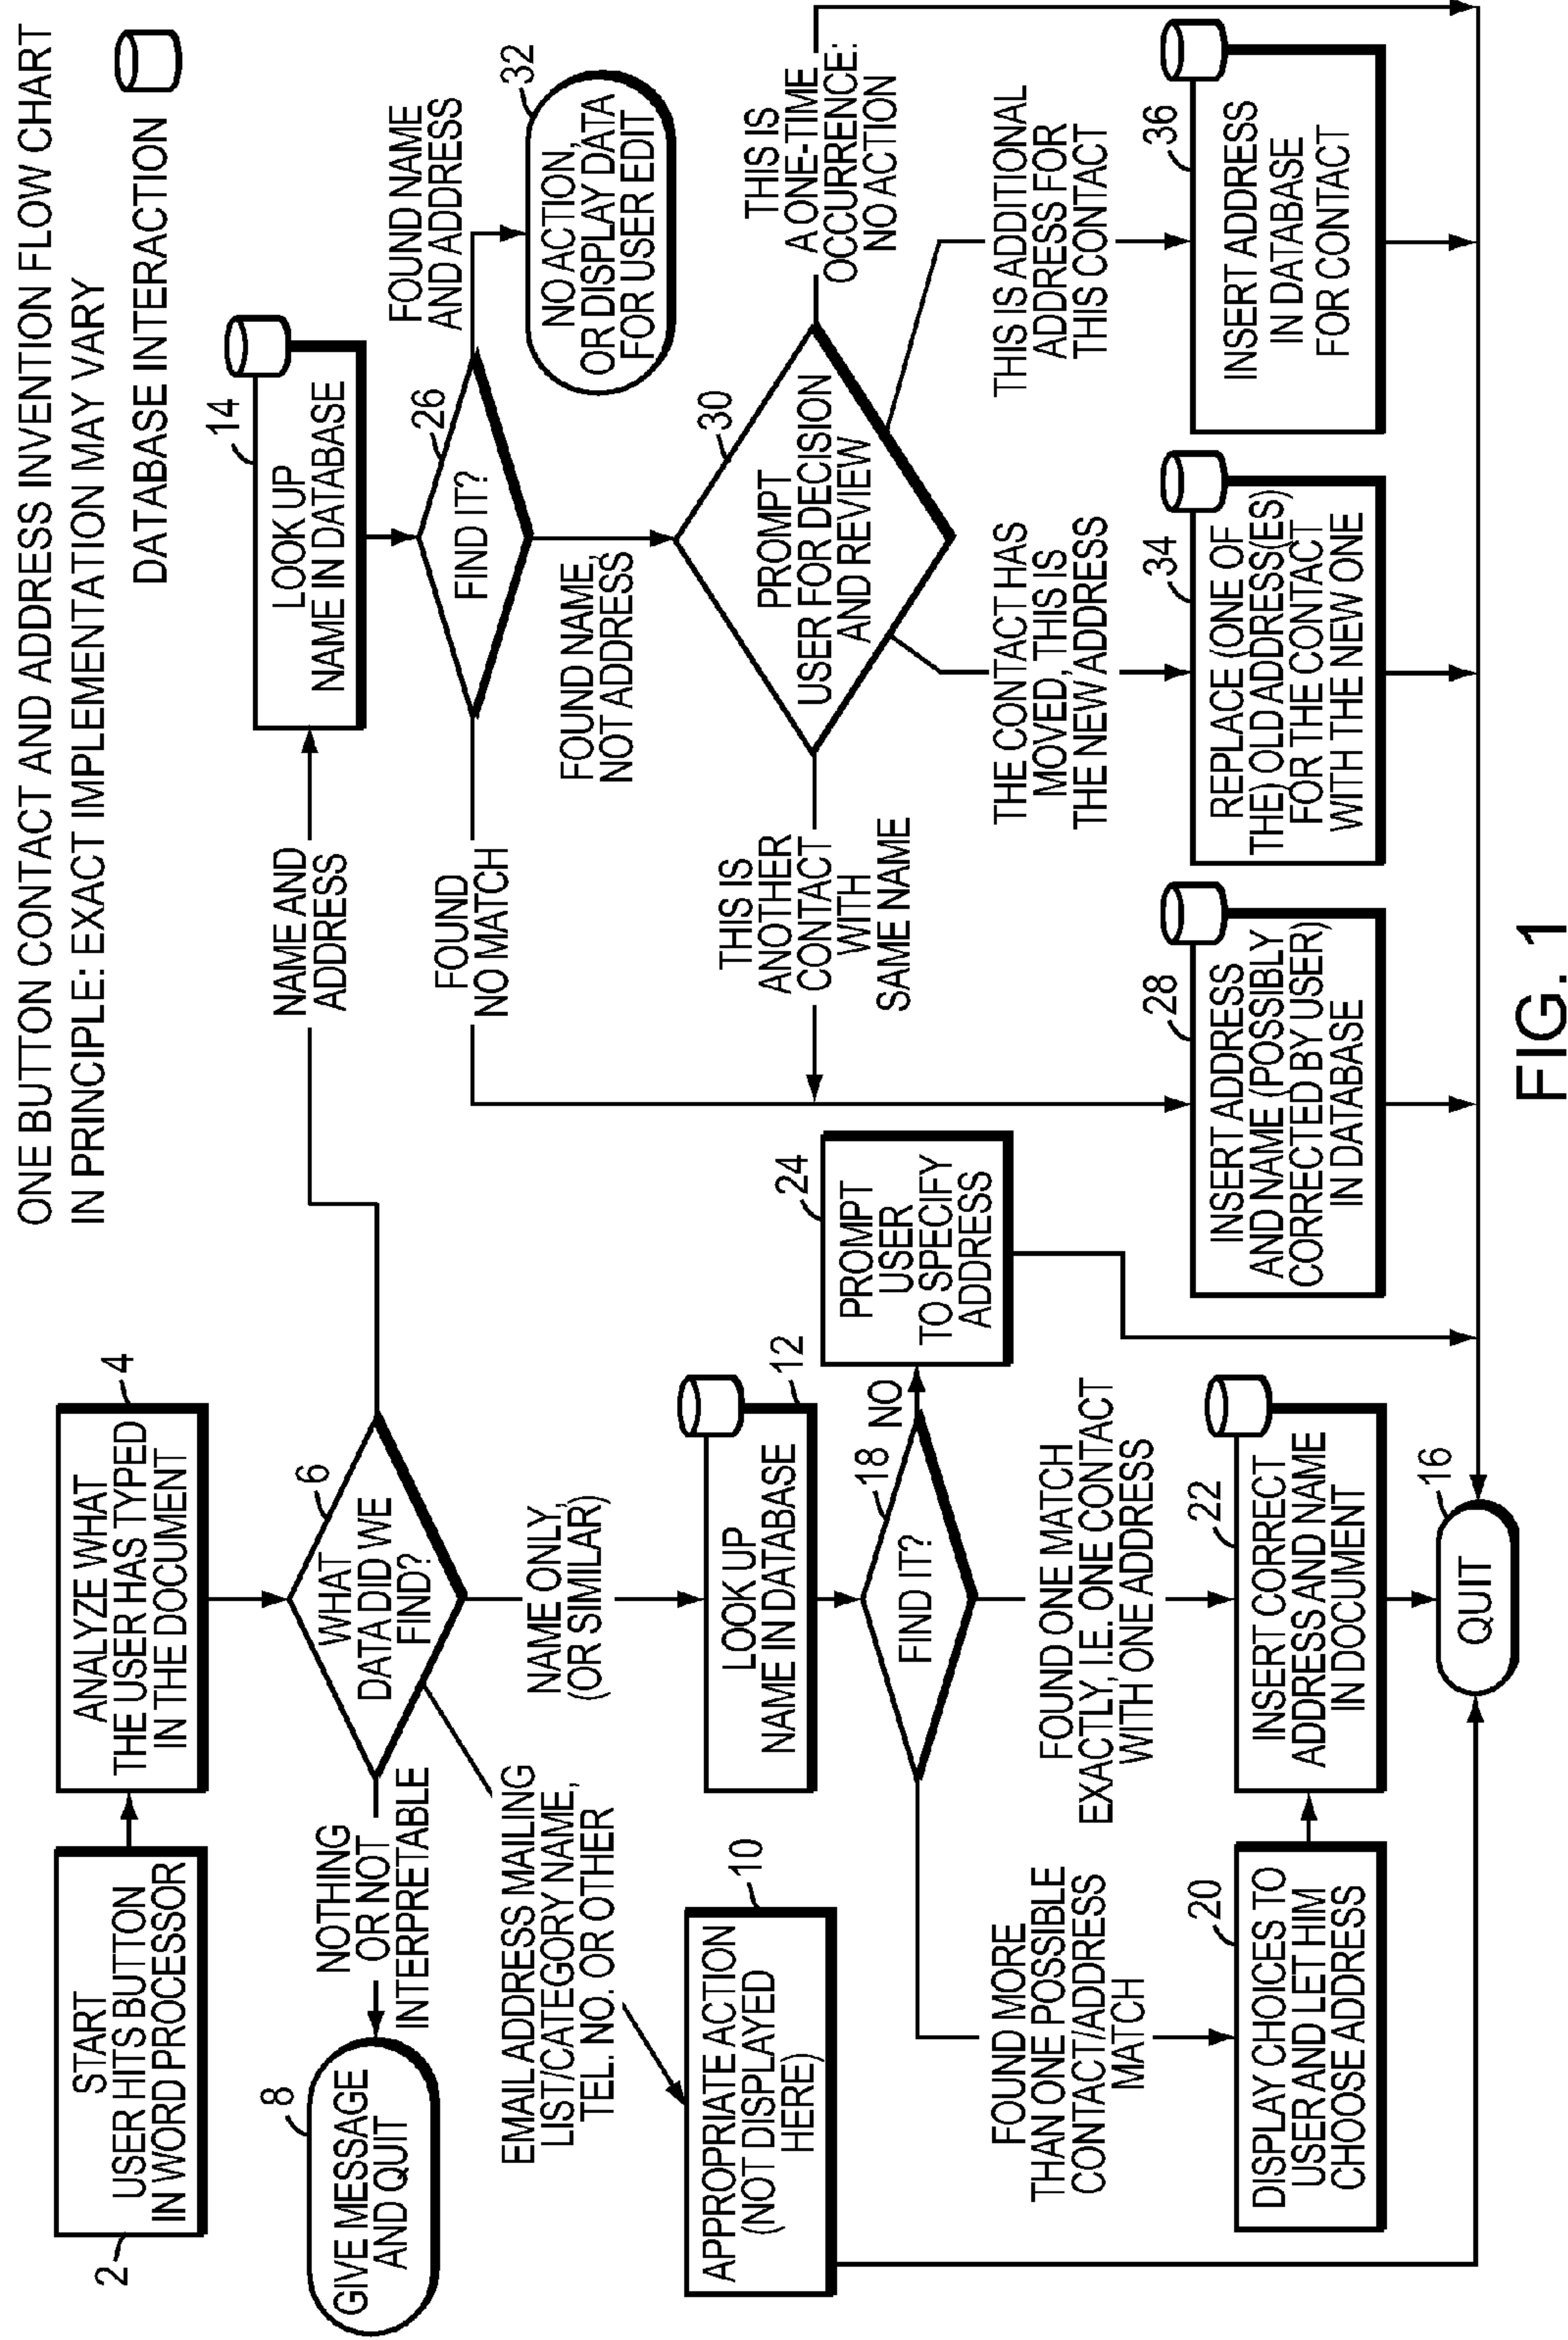 ONE BUTTON CONTACT AND ADDRESS INVENTION FLOW CHART
IN PRINCIPLE: EXACT IMPLEMENTATION MAY VARY
DATABASE INTERACTION
2
START
USER HITS BUTTON
IN WORD PROCESSOR
4
ANALYZE WHAT
THE USER HAS TYPED
IN THE DOCUMENT
6
WHAT
DATA DID WE
FIND?
NOTHING
OR NOT
INTERPRETABLE
8
GIVE MESSAGE
AND QUIT
EMAIL ADDRESS MAILING
LIST/CATEGORY NAME,
TEL. NO. OR OTHER
10
APPROPRIATE ACTION
(NOT DISPLAYED
HERE)
NAME ONLY,
(OR SIMILAR)
12
LOOK UP
NAME IN DATABASE
18
FIND IT?
NO
24
PROMPT
USER
TO SPECIFY
ADDRESS
FOUND MORE
THAN ONE POSSIBLE
CONTACT/ADDRESS
MATCH
20
DISPLAY CHOICES TO
USER AND LET HIM
CHOOSE ADDRESS
FOUND ONE MATCH
EXACTLY, I.E. ONE CONTACT
WITH ONE ADDRESS
22
INSERT CORRECT
ADDRESS AND NAME
IN DOCUMENT
16
QUIT
NAME AND
ADDRESS
14
LOOK UP
NAME IN DATABASE
26
FIND IT?
FOUND NAME
AND ADDRESS
32
NO ACTION,
OR DISPLAY DATA
FOR USER EDIT
FOUND
NO MATCH
FOUND NAME,
NOT ADDRESS
30
PROMPT
USER FOR DECISION
AND REVIEW
THIS IS
ANOTHER
CONTACT
WITH
SAME NAME
THE CONTACT HAS
MOVED, THIS IS
THE NEW ADDRESS
THIS IS ADDITIONAL
ADDRESS FOR
THIS CONTACT
THIS IS
A ONE-TIME
OCCURRENCE:
NO ACTION
28
INSERT ADDRESS
AND NAME (POSSIBLY
CORRECTED BY USER)
IN DATABASE
34
REPLACE (ONE OF
THE) OLD ADDRESS(ES)
FOR THE CONTACT
WITH THE NEW ONE
36
INSERT ADDRESS
IN DATABASE
FOR CONTACT
FIG. 1